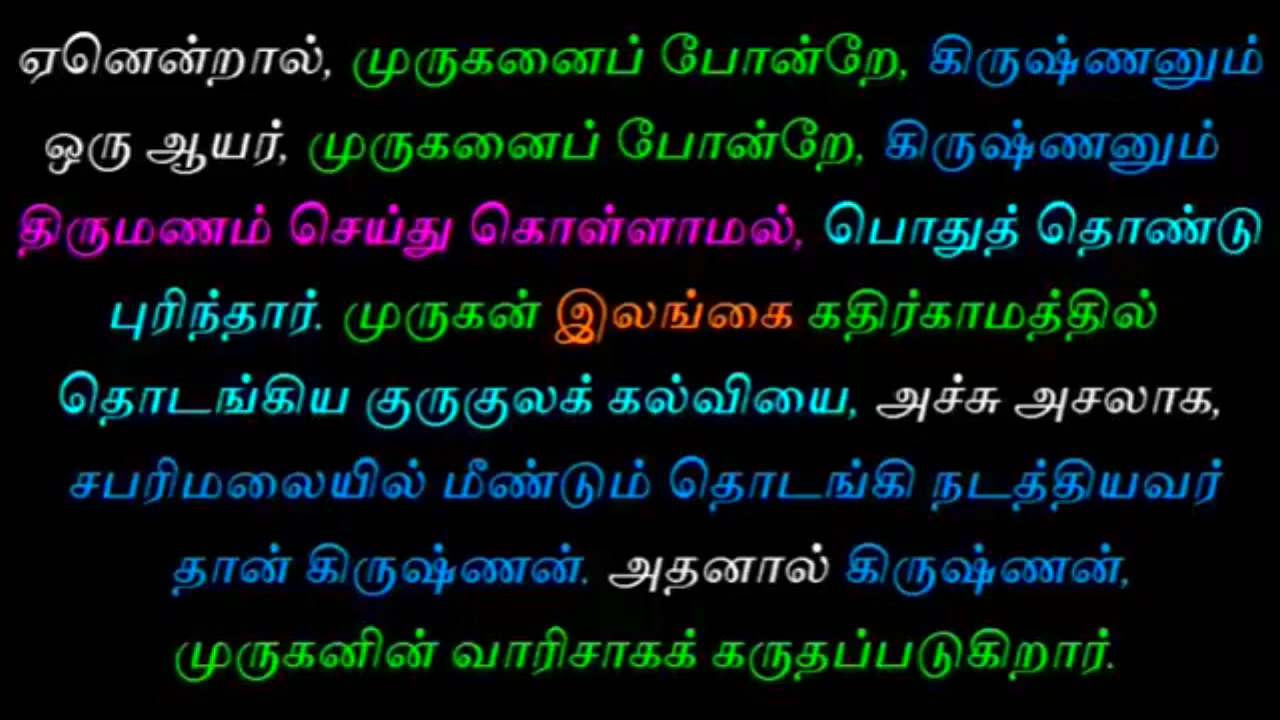 ஏனென்றால், முருகனைப் போன்றே, கிருஷ்ணனும்
ஒரு ஆயர், முருகனைப் போன்றே, கிருஷ்ணனும்
திருமணம் செய்து கொள்ளாமல், பொதுத் தொண்டு
புரிந்தார். முருகன் இலங்கை கதிர்காமத்தில்
தொடங்கிய குருகுலக் கல்வியை, அச்சு அசலாக,
சபரிமலையில் மீண்டும் தொடங்கி நடத்தியவர்
தான் கிருஷ்ணன். அதனால் கிருஷ்ணன்,
முருகனின் வாரிசாகக் கருதப்படுகிறார்.